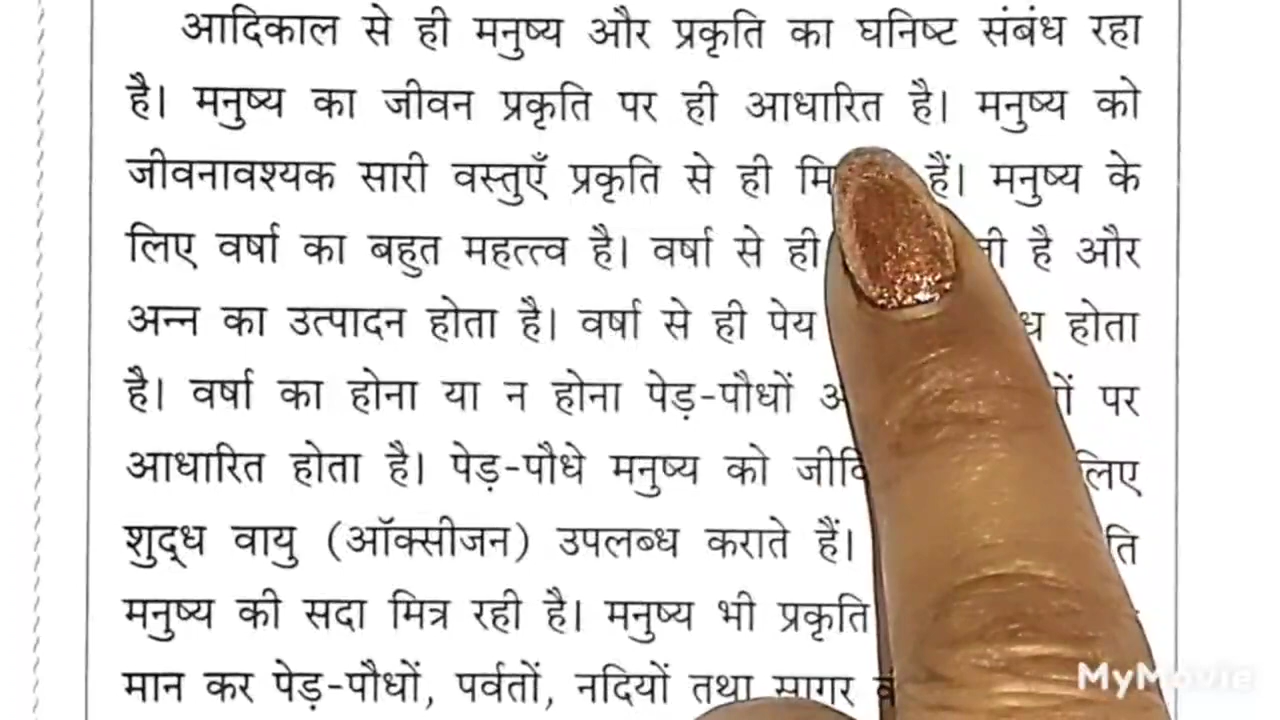 आदिकाल से ही मनुष्य और प्रकृति का घनिष्ट संबंध रहा
है। मनुष्य का जीवन प्रकृति पर ही आधारित है। मनुष्य को
जीवनावश्यक सारी वस्तुएँ प्रकृति से ही हैं। मनुष्य के
लिए वर्षा का बहुत महत्त्व है। वर्षा से ही है और
अन्न का उत्पादन होता है। वर्षा से ही पेय होता
है। वर्षा का होना या न होना पेड़-पौधों पर
आधारित होता है। पेड़-पौधे मनुष्य को लिए
शुद्ध वायु (ऑक्सीजन) उपलब्ध कराते हैं।
मनुष्य की सदा मित्र रही है। मनुष्य भी प्रकृति
मान कर पेड़-पौधों, पर्वतों, नदियों तथा सागर
MyMovie